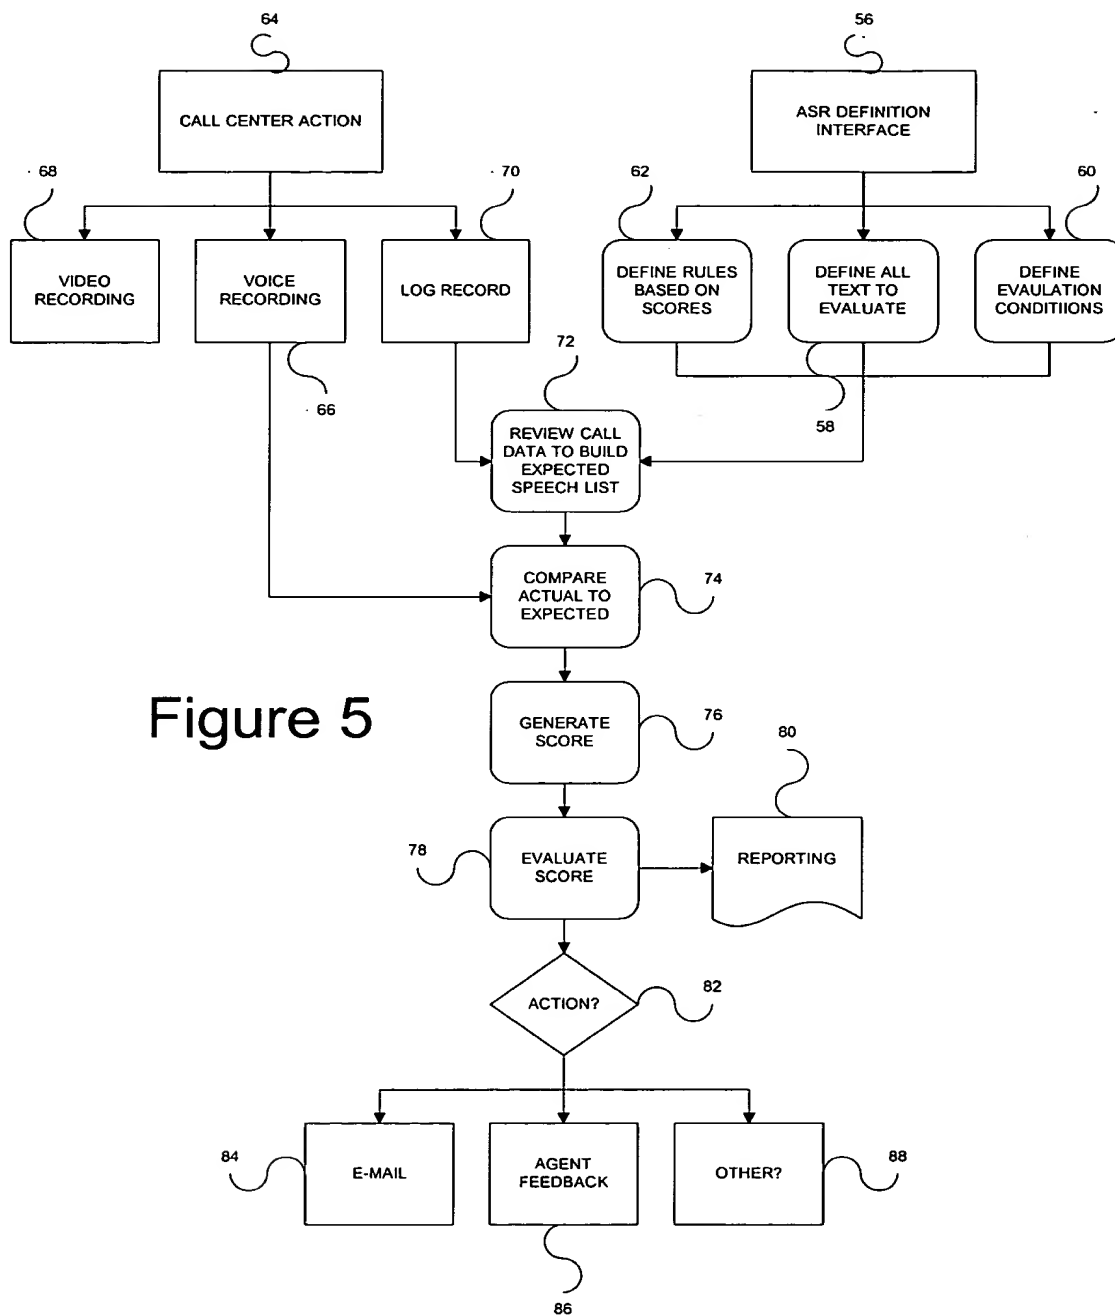 64
56
CALL CENTER ACTION
ASR DEFINITION
INTERFACE
68
70
62
60
VIDEO
RECORDING
VOICE
RECORDING
LOG RECORD
DEFINE RULES
BASED ON
SCORES
DEFINE ALL
TEXT TO
EVALUATE
DEFINE
EVAULATION
CONDITIIONS
72
66
58
REVIEW CALL
DATA TO BUILD
EXPECTED
SPEECH LIST
COMPARE
ACTUAL TO
EXPECTED
74
Figure 5
GENERATE
SCORE
76
80
78
EVALUATE
SCORE
REPORTING
ACTION?
82
84
E-MAIL
AGENT
FEEDBACK
OTHER?
88
86